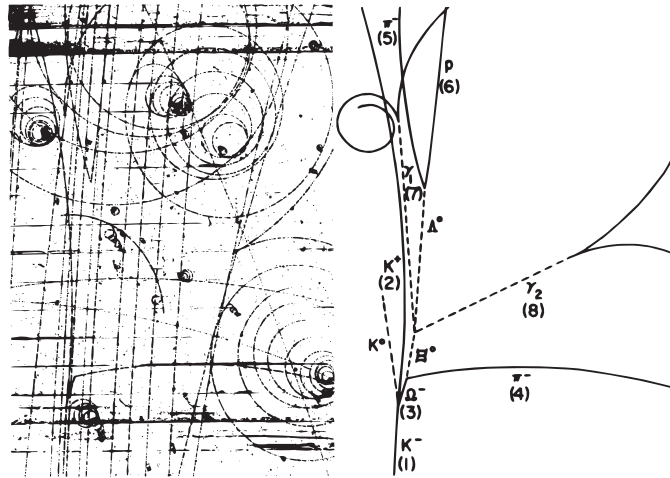 π⁻
(5)
p
(6)
γ₁
(7)
Λ°
K⁺
(2)
γ₂
(8)
K°
Ξ°
π⁻
(4)
Ω⁻
(3)
K⁻
(1)